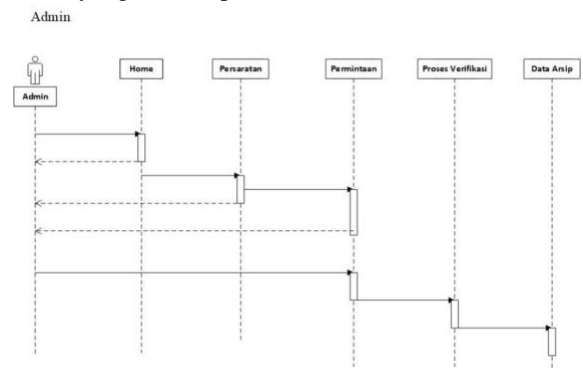 Admin
Home
Persaratan
Permintaan
Proses Verifikasi
Data Arsip
Admin